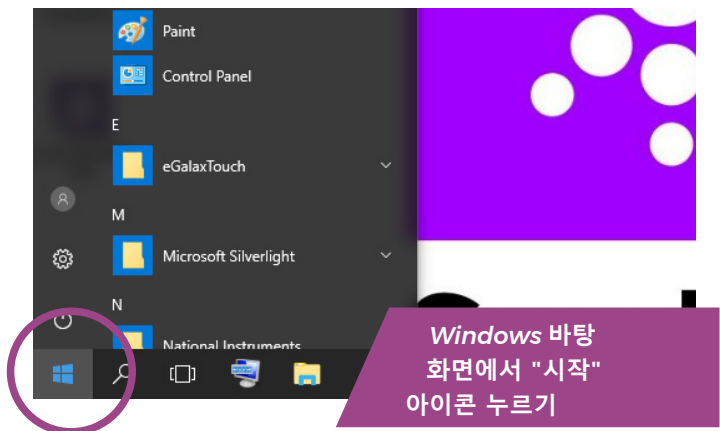 Paint
Control Panel
E
eGalaxTouch
M
Microsoft Silverlight
N
National Instruments
Windows 바탕
화면에서 "시작"
아이콘 누르기